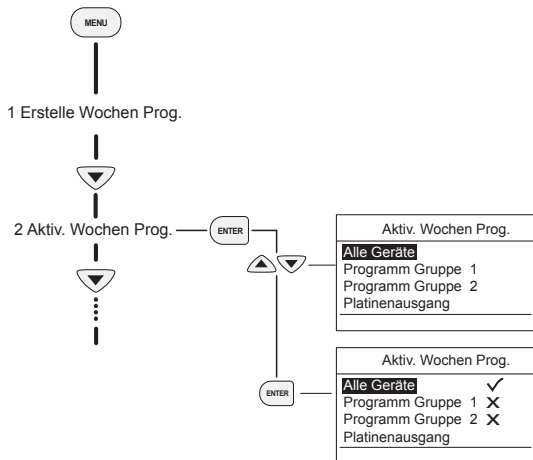 MENU
1 Erstelle Wochen Prog.
2 Aktiv. Wochen Prog.
ENTER
Aktiv. Wochen Prog.
Alle Geräte
Programm Gruppe 1
Programm Gruppe 2
Platinenausgang
ENTER
Aktiv. Wochen Prog.
Alle Geräte ✓
Programm Gruppe 1 X
Programm Gruppe 2 X
Platinenausgang